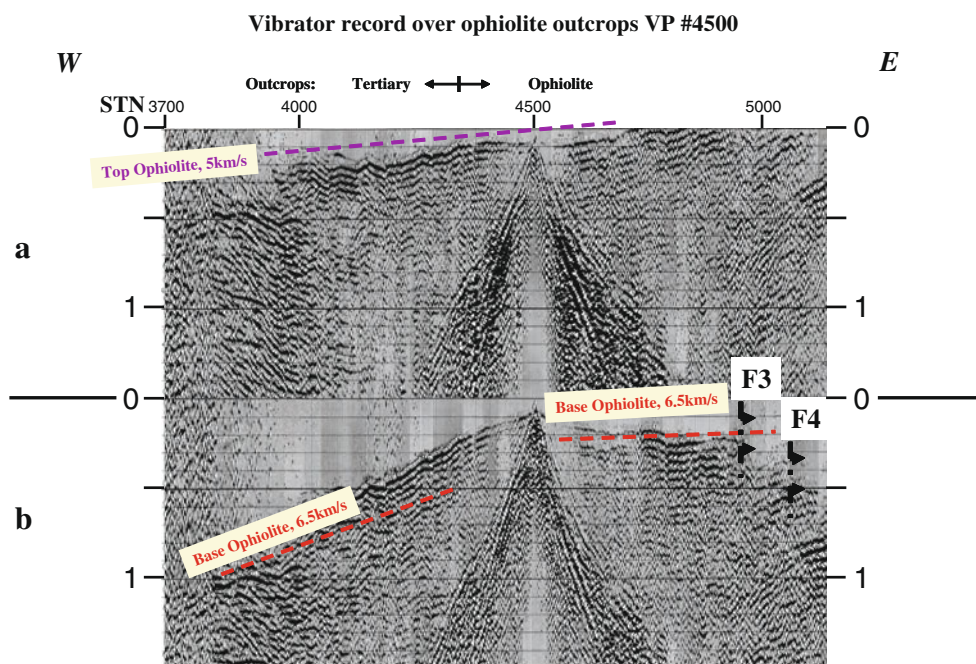 Vibrator record over ophiolite outcrops VP #4500
W E
Outcrops: Tertiary Ophiolite
STN 3700 4000 4500 5000
0 0
Top Ophiolite, 5km/s
a
1 1
F3
0 0
Base Ophiolite, 6.5km/s
F4
b
Base Ophiolite, 6.5km/s
1 1